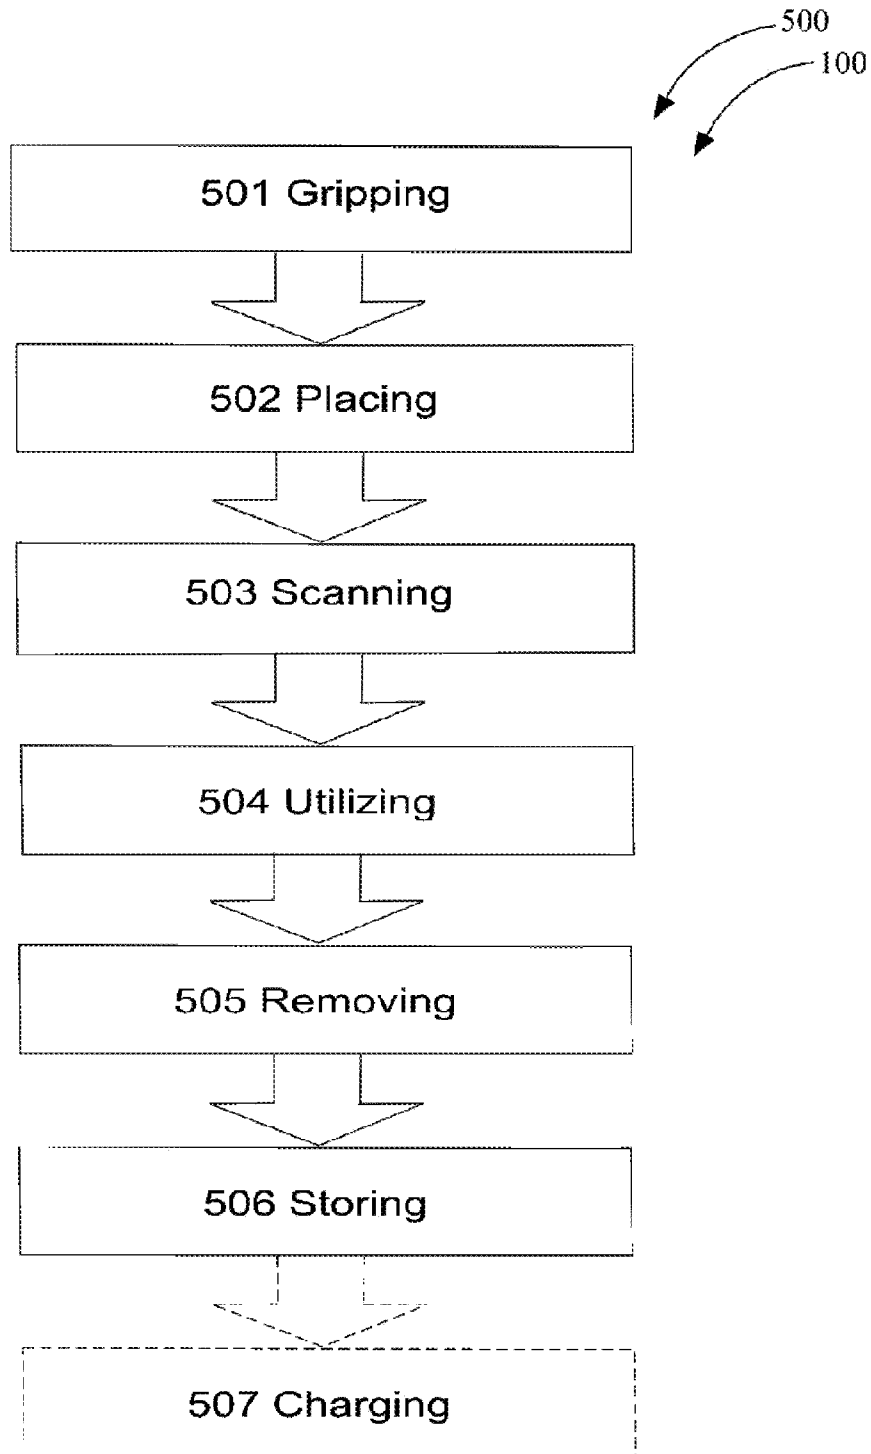 500
100
501 Gripping
502 Placing
503 Scanning
504 Utilizing
505 Removing
506 Storing
507 Charging